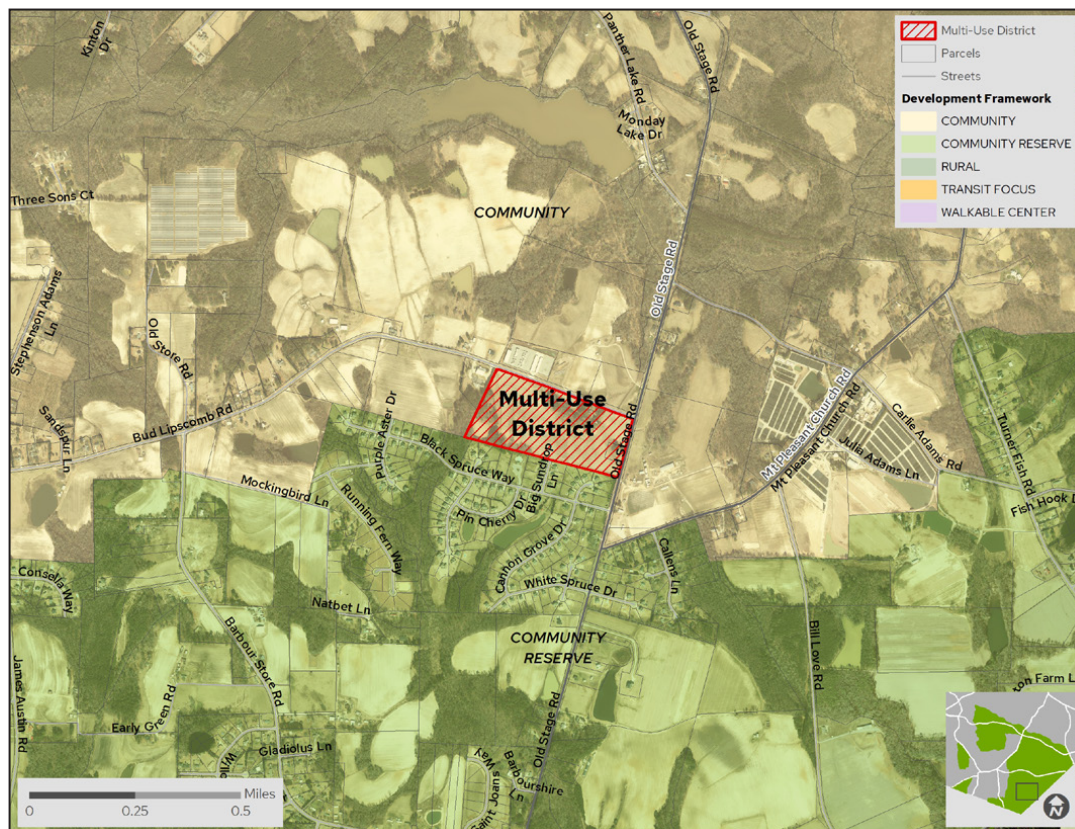 Kinton
Dr
Panther Lake Rd
Old Stage Rd
Monday
Lake Dr
Multi-Use District
Parcels
Streets
Development Framework
COMMUNITY
COMMUNITY RESERVE
RURAL
TRANSIT FOCUS
WALKABLE CENTER
Three Sons Ct
COMMUNITY
Old Stage Rd
Stephenson Adams
Ln
Old
Store Rd
Sandspur Ln
Bud Lipscomb Rd
Purple Aster Dr
Multi-Use
District
Old Stage Rd
Mt Pleasant Church Rd
Mt Pleasant Church Rd
Carlie Adams
Rd
Julia Adams Ln
Turner Fish Rd
Fish Hook
Black Spruce Way
Big Sundrop
Ln
Mockingbird Ln
Running Fern Way
Pin Cherry Dr
Cannon Grove Dr
Callens Ln
White Spruce Dr
Consella Way
Natbet Ln
COMMUNITY
RESERVE
Barbour Store Rd
Bill Love Rd
James Austin Rd
Early Green Rd
Gladiolus Ln
Old Stage Rd
Saint Joans
Way
Barbourshire
Ln
ton Farm L
Miles
0
0.25
0.5
N